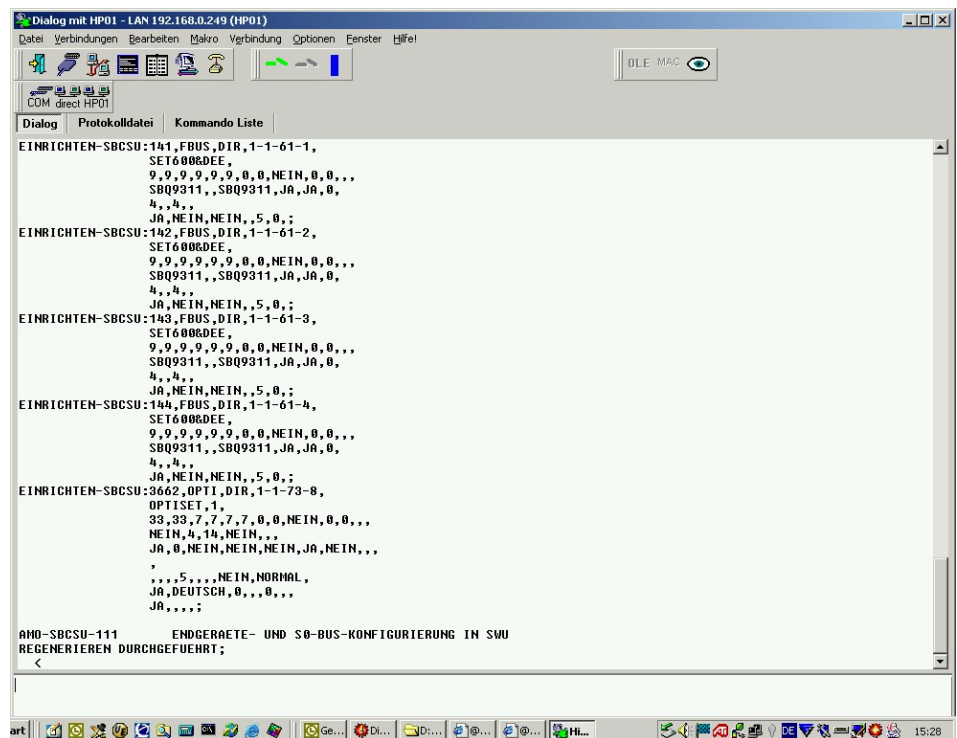 Dialog mit HP01 - LAN 192.168.0.249 (HP01)
Datei Verbindungen Bearbeiten Makro Verbindung Optionen Fenster Hilfe!
OLE MAC
COM direct HP01
Dialog Protokolldatei Kommando Liste
EINRICHTEN-SBCSU:141,FBUS,DIR,1-1-61-1,
SET600&DEE,
9,9,9,9,9,9,0,0,NEIN,0,0,,,
SBQ9311,,SBQ9311,JA,JA,0,
4,,4,,
JA,NEIN,NEIN,,5,0,;
EINRICHTEN-SBCSU:142,FBUS,DIR,1-1-61-2,
SET600&DEE,
9,9,9,9,9,9,0,0,NEIN,0,0,,,
SBQ9311,,SBQ9311,JA,JA,0,
4,,4,,
JA,NEIN,NEIN,,5,0,;
EINRICHTEN-SBCSU:143,FBUS,DIR,1-1-61-3,
SET600&DEE,
9,9,9,9,9,9,0,0,NEIN,0,0,,,
SBQ9311,,SBQ9311,JA,JA,0,
4,,4,,
JA,NEIN,NEIN,,5,0,;
EINRICHTEN-SBCSU:144,FBUS,DIR,1-1-61-4,
SET600&DEE,
9,9,9,9,9,9,0,0,NEIN,0,0,,,
SBQ9311,,SBQ9311,JA,JA,0,
4,,4,,
JA,NEIN,NEIN,,5,0,;
EINRICHTEN-SBCSU:3662,OPTI,DIR,1-1-73-8,
OPTISET,1,
33,33,7,7,7,7,0,0,NEIN,0,0,,,
NEIN,4,14,NEIN,,,
JA,0,NEIN,NEIN,NEIN,JA,NEIN,,,
,
,,,,5,,,,NEIN,NORMAL,
JA,DEUTSCH,0,,,0,,,
JA,,,,;
AMO-SBCSU-111 ENDGERAETE- UND S0-BUS-KONFIGURIERUNG IN SWU
REGENERIEREN DURCHGEFUEHRT;
<
art Ge... Di... D:... @... @... Hi... DE 15:28